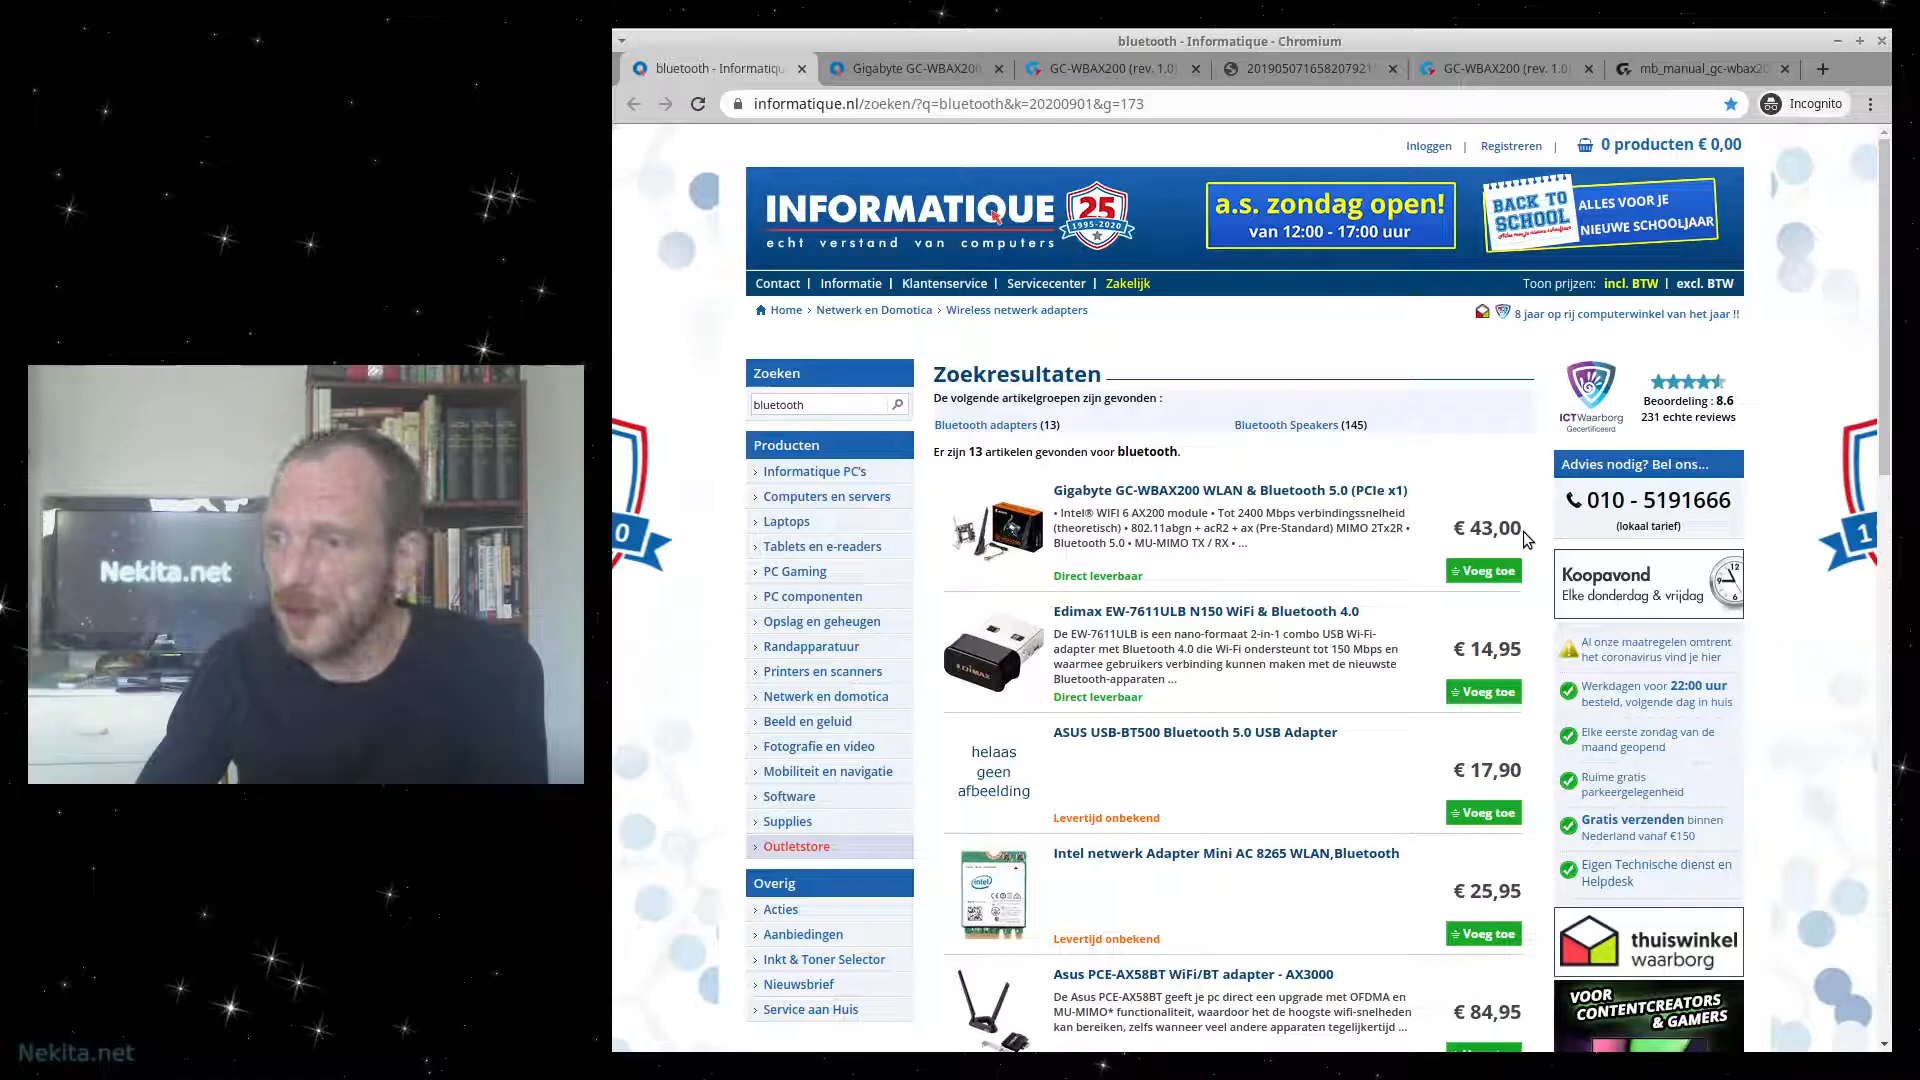 bluetooth - Informatique - Chromium
bluetooth - Informatiqu
Gigabyte GC-WBAX200
GC-WBAX200 (rev. 1.0)
201905071658207921
GC-WBAX200 (rev. 1.0)
mb_manual_gc-wbax20
informatique.nl/zoeken/?q=bluetooth&k=20200901&g=173
Incognito
Inloggen | Registreren | 0 producten € 0,00
INFORMATIQUE
echt verstand van computers
25
1995-2020
a.s. zondag open!
van 12:00 - 17:00 uur
BACK TO
SCHOOL
ALLES VOOR JE
NIEUWE SCHOOLJAAR
Contact | Informatie | Klantenservice | Servicecenter | Zakelijk
Toon prijzen: incl. BTW | excl. BTW
Home › Netwerk en Domotica › Wireless netwerk adapters
8 jaar op rij computerwinkel van het jaar !!
Zoeken
bluetooth
Producten
Informatique PC's
Computers en servers
Laptops
Tablets en e-readers
PC Gaming
PC componenten
Opslag en geheugen
Randapparatuur
Printers en scanners
Netwerk en domotica
Beeld en geluid
Fotografie en video
Mobiliteit en navigatie
Software
Supplies
Outletstore
Overig
Acties
Aanbiedingen
Inkt & Toner Selector
Nieuwsbrief
Service aan Huis
Zoekresultaten
De volgende artikelgroepen zijn gevonden :
Bluetooth adapters (13)
Bluetooth Speakers (145)
Er zijn 13 artikelen gevonden voor bluetooth.
Gigabyte GC-WBAX200 WLAN & Bluetooth 5.0 (PCIe x1)
• Intel® WIFI 6 AX200 module • Tot 2400 Mbps verbindingssnelheid
(theoretisch) • 802.11abgn + acR2 + ax (Pre-Standard) MIMO 2Tx2R •
Bluetooth 5.0 • MU-MIMO TX / RX • ...
Direct leverbaar
€ 43,00
Voeg toe
Edimax EW-7611ULB N150 WiFi & Bluetooth 4.0
De EW-7611ULB is een nano-formaat 2-in-1 combo USB Wi-Fi-
adapter met Bluetooth 4.0 die Wi-Fi ondersteunt tot 150 Mbps en
waarmee gebruikers verbinding kunnen maken met de nieuwste
Bluetooth-apparaten ...
Direct leverbaar
EDIMAX
€ 14,95
Voeg toe
ASUS USB-BT500 Bluetooth 5.0 USB Adapter
helaas
geen
afbeelding
Levertijd onbekend
€ 17,90
Voeg toe
Intel netwerk Adapter Mini AC 8265 WLAN,Bluetooth
intel
Levertijd onbekend
€ 25,95
Voeg toe
Asus PCE-AX58BT WiFi/BT adapter - AX3000
De Asus PCE-AX58BT geeft je pc direct een upgrade met OFDMA en
MU-MIMO* functionaliteit, waardoor het de hoogste wifi-snelheden
kan bereiken, zelfs wanneer veel andere apparaten tegelijkertijd ...
€ 84,95
ICTWaarborg
Gecertificeerd
Beoordeling : 8.6
231 echte reviews
Advies nodig? Bel ons...
010 - 5191666
(lokaal tarief)
Koopavond
Elke donderdag & vrijdag
Al onze maatregelen omtrent
het coronavirus vind je hier
Werkdagen voor 22:00 uur
besteld, volgende dag in huis
Elke eerste zondag van de
maand geopend
Ruime gratis
parkeergelegenheid
Gratis verzenden binnen
Nederland vanaf €150
Eigen Technische dienst en
Helpdesk
thuiswinkel
waarborg
VOOR
CONTENTCREATORS
& GAMERS
Nekita.net
Nekita.net